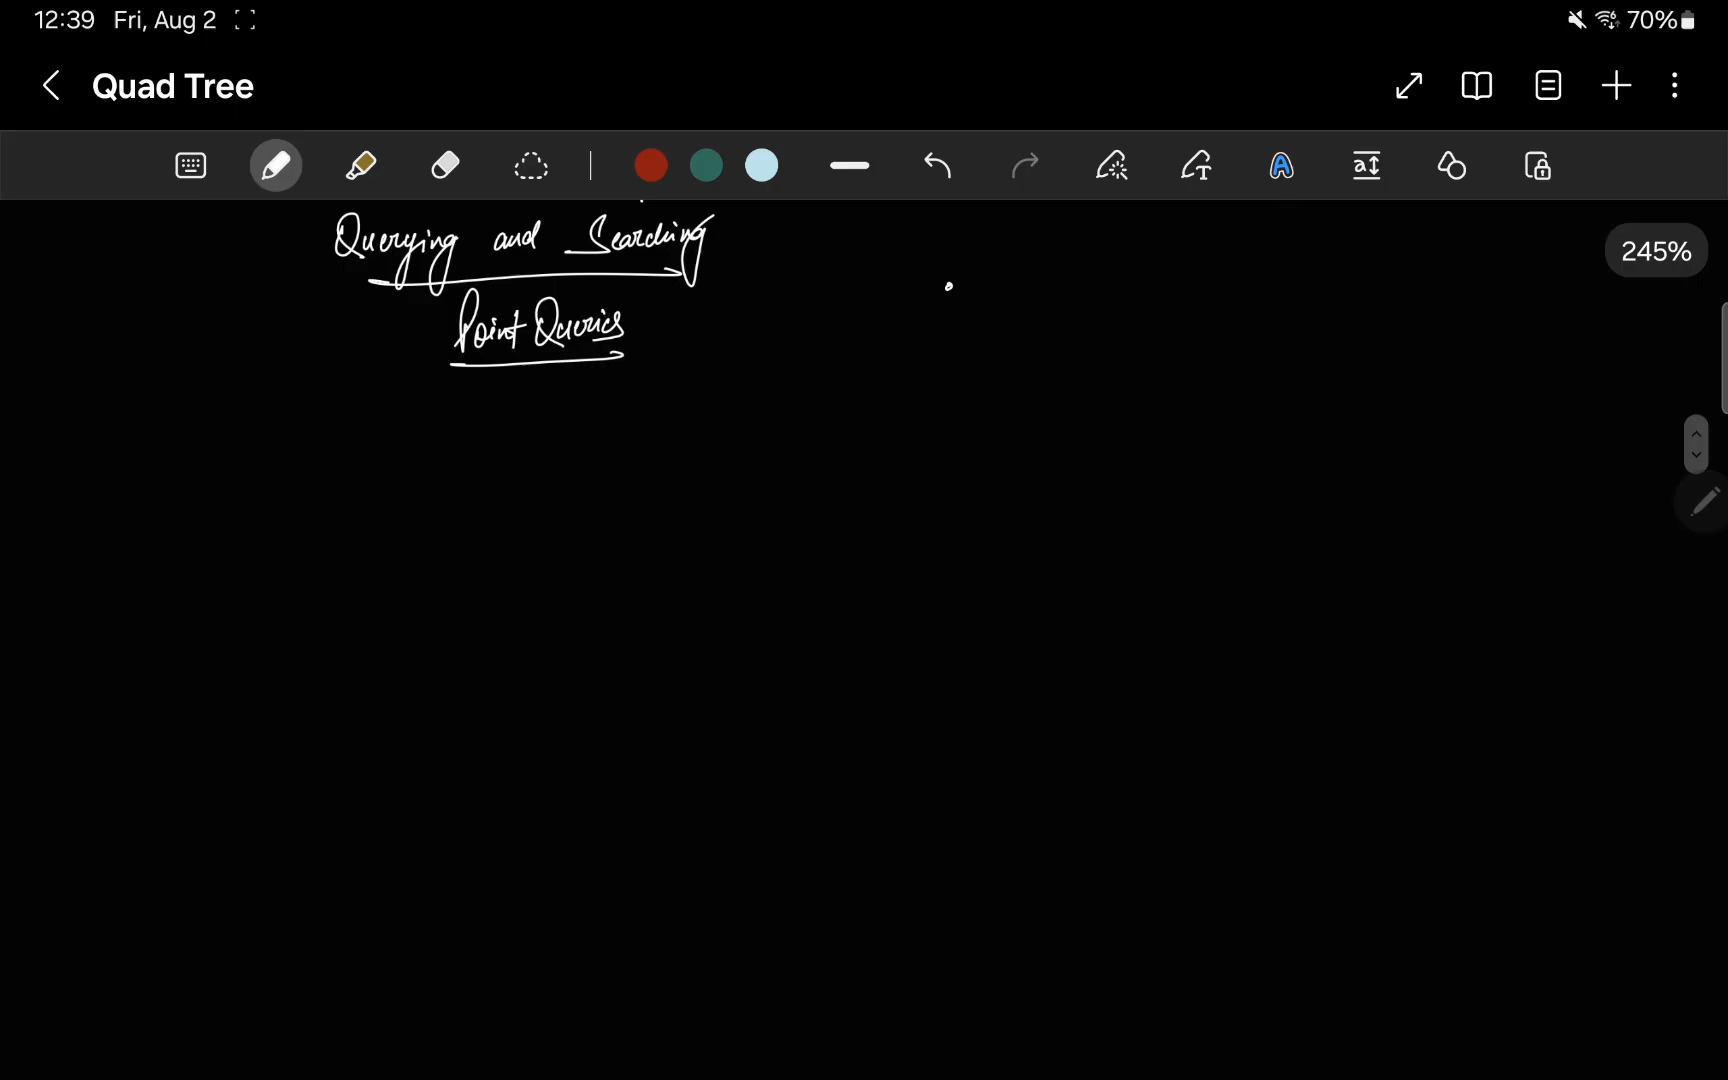 12:39 Fri, Aug 2 70%
Quad Tree
245%
Querying and Searching
Point Queries